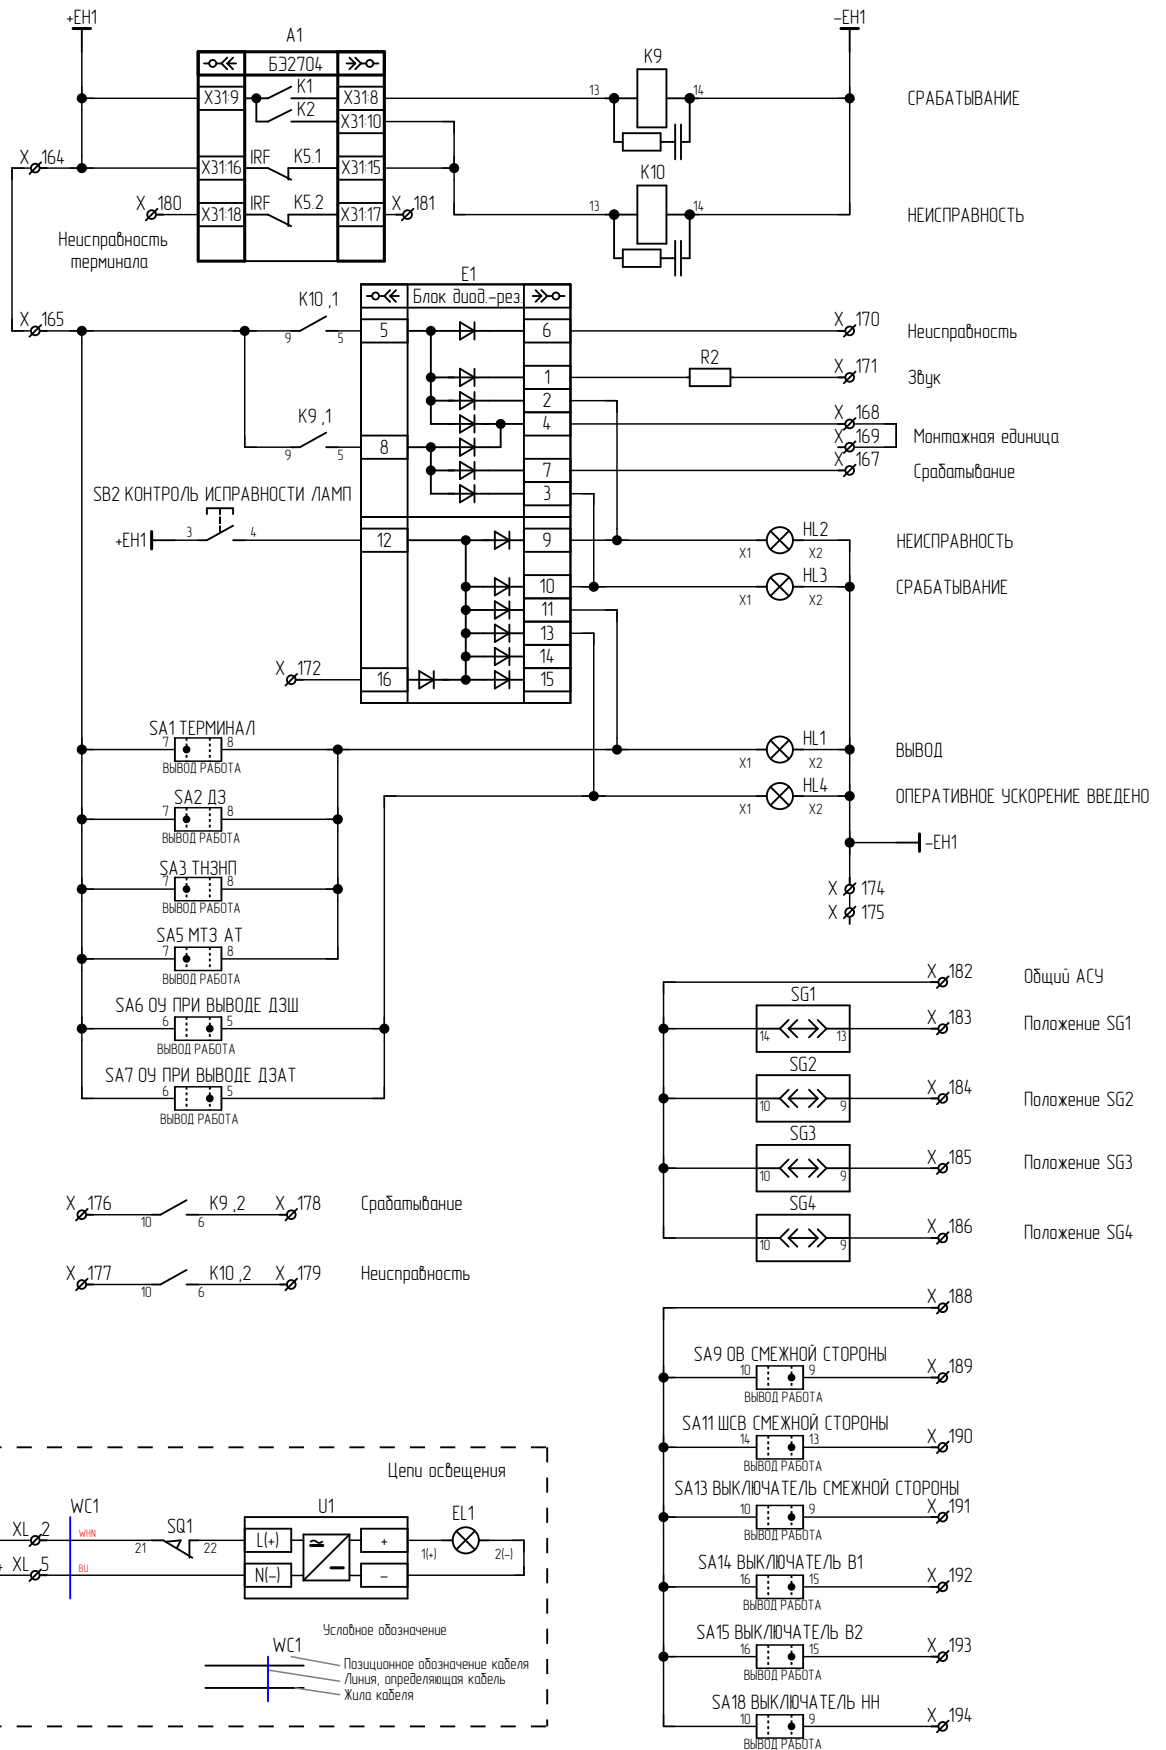 +EH1
-EH1
A1
БЭ2704
K9
X31:9
K1
X31:8
13
14
СРАБАТЫВАНИЕ
K2
X31:10
X 164
X31:16
IRF
K5.1
X31:15
K10
X 180
X31:18
IRF
K5.2
X31:17
X 181
13
14
НЕИСПРАВНОСТЬ
Неисправность
терминала
E1
Блок диод.-рез.
X 165
K10 ,1
9
5
5
6
X 170
Неисправность
1
R2
X 171
Звук
2
K9 ,1
4
X 168
9
5
8
X 169
Монтажная единица
7
X 167
Срабатывание
3
SB2 КОНТРОЛЬ ИСПРАВНОСТИ ЛАМП
+EH1
3
4
12
9
X1
HL2
X2
НЕИСПРАВНОСТЬ
10
X1
HL3
X2
СРАБАТЫВАНИЕ
11
13
14
X 172
16
15
SA1 ТЕРМИНАЛ
7
8
ВЫВОД РАБОТА
X1
HL1
X2
ВЫВОД
SA2 ДЗ
7
8
ВЫВОД РАБОТА
X1
HL4
X2
ОПЕРАТИВНОЕ УСКОРЕНИЕ ВВЕДЕНО
-EH1
SA3 ТНЗНП
7
8
ВЫВОД РАБОТА
X 174
X 175
SA5 МТЗ АТ
7
8
ВЫВОД РАБОТА
X 182
Общий АСУ
SA6 ОУ ПРИ ВЫВОДЕ ДЗШ
6
5
ВЫВОД РАБОТА
SG1
14
13
X 183
Положение SG1
SA7 ОУ ПРИ ВЫВОДЕ ДЗАТ
6
5
ВЫВОД РАБОТА
SG2
10
9
X 184
Положение SG2
SG3
10
9
X 185
Положение SG3
X 176
10
K9 ,2
6
X 178
Срабатывание
SG4
10
9
X 186
Положение SG4
X 177
10
K10 ,2
6
X 179
Неисправность
X 188
SA9 ОВ СМЕЖНОЙ СТОРОНЫ
10
9
ВЫВОД РАБОТА
X 189
SA11 ШСВ СМЕЖНОЙ СТОРОНЫ
14
13
ВЫВОД РАБОТА
X 190
SA13 ВЫКЛЮЧАТЕЛЬ СМЕЖНОЙ СТОРОНЫ
10
9
ВЫВОД РАБОТА
X 191
SA14 ВЫКЛЮЧАТЕЛЬ В1
16
15
ВЫВОД РАБОТА
X 192
SA15 ВЫКЛЮЧАТЕЛЬ В2
16
15
ВЫВОД РАБОТА
X 193
SA18 ВЫКЛЮЧАТЕЛЬ НН
10
9
ВЫВОД РАБОТА
X 194
Цепи освещения
WC1
U1
EL1
XL 2
WHN
21
SQ1
22
L(+)
+
1(+)
2(-)
XL 5
BU
N(-)
-
Условное обозначение
WC1
Позиционное обозначение кабеля
Линия, определяющая кабель
Жила кабеля